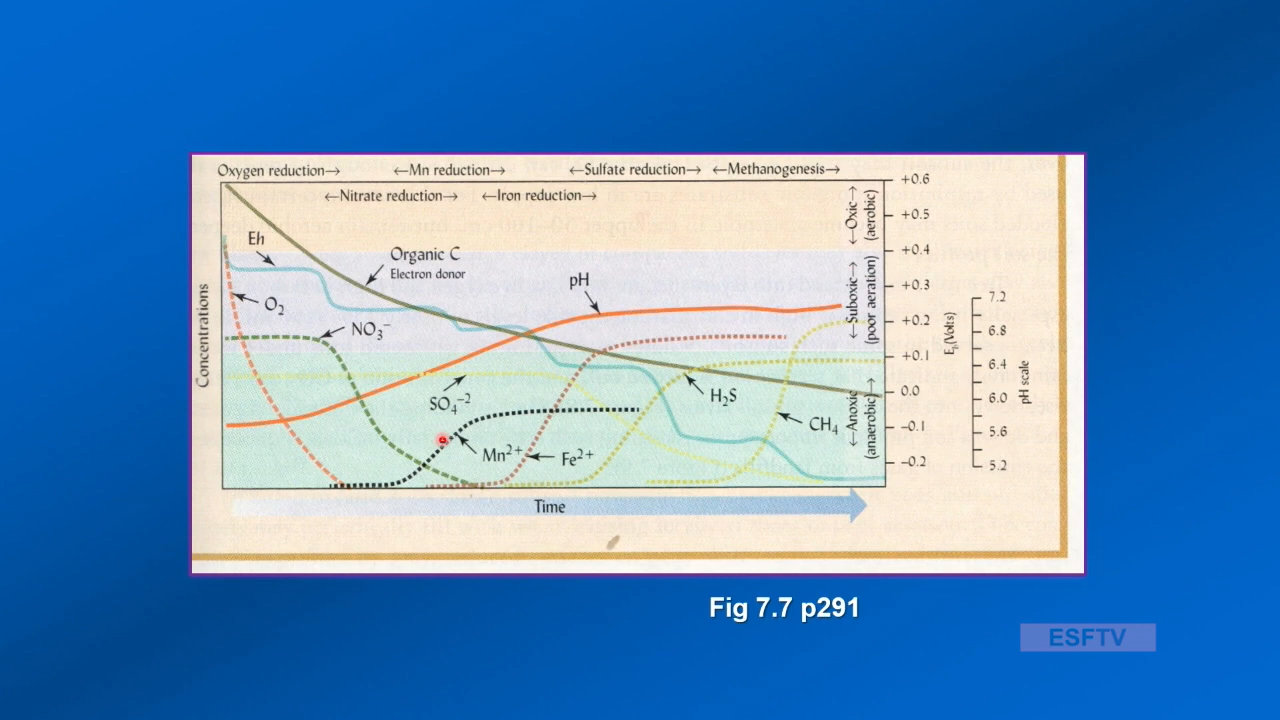 Oxygen reduction→
←Mn reduction→
←Sulfate reduction→
←Methanogenesis→
←Nitrate reduction→
←Iron reduction→
Eh
Organic C
Electron donor
O₂
NO₃⁻
pH
SO₄⁻²
Mn²⁺
Fe²⁺
H₂S
CH₄
Concentrations
Time
←Oxic→
(aerobic)
←Suboxic→
(poor aeration)
←Anoxic→
(anaerobic)
+0.6
+0.5
+0.4
+0.3
+0.2
+0.1
0.0
−0.1
−0.2
Eₕ(Volts)
7.2
6.8
6.4
6.0
5.6
5.2
pH scale
Fig 7.7 p291
ESFTV